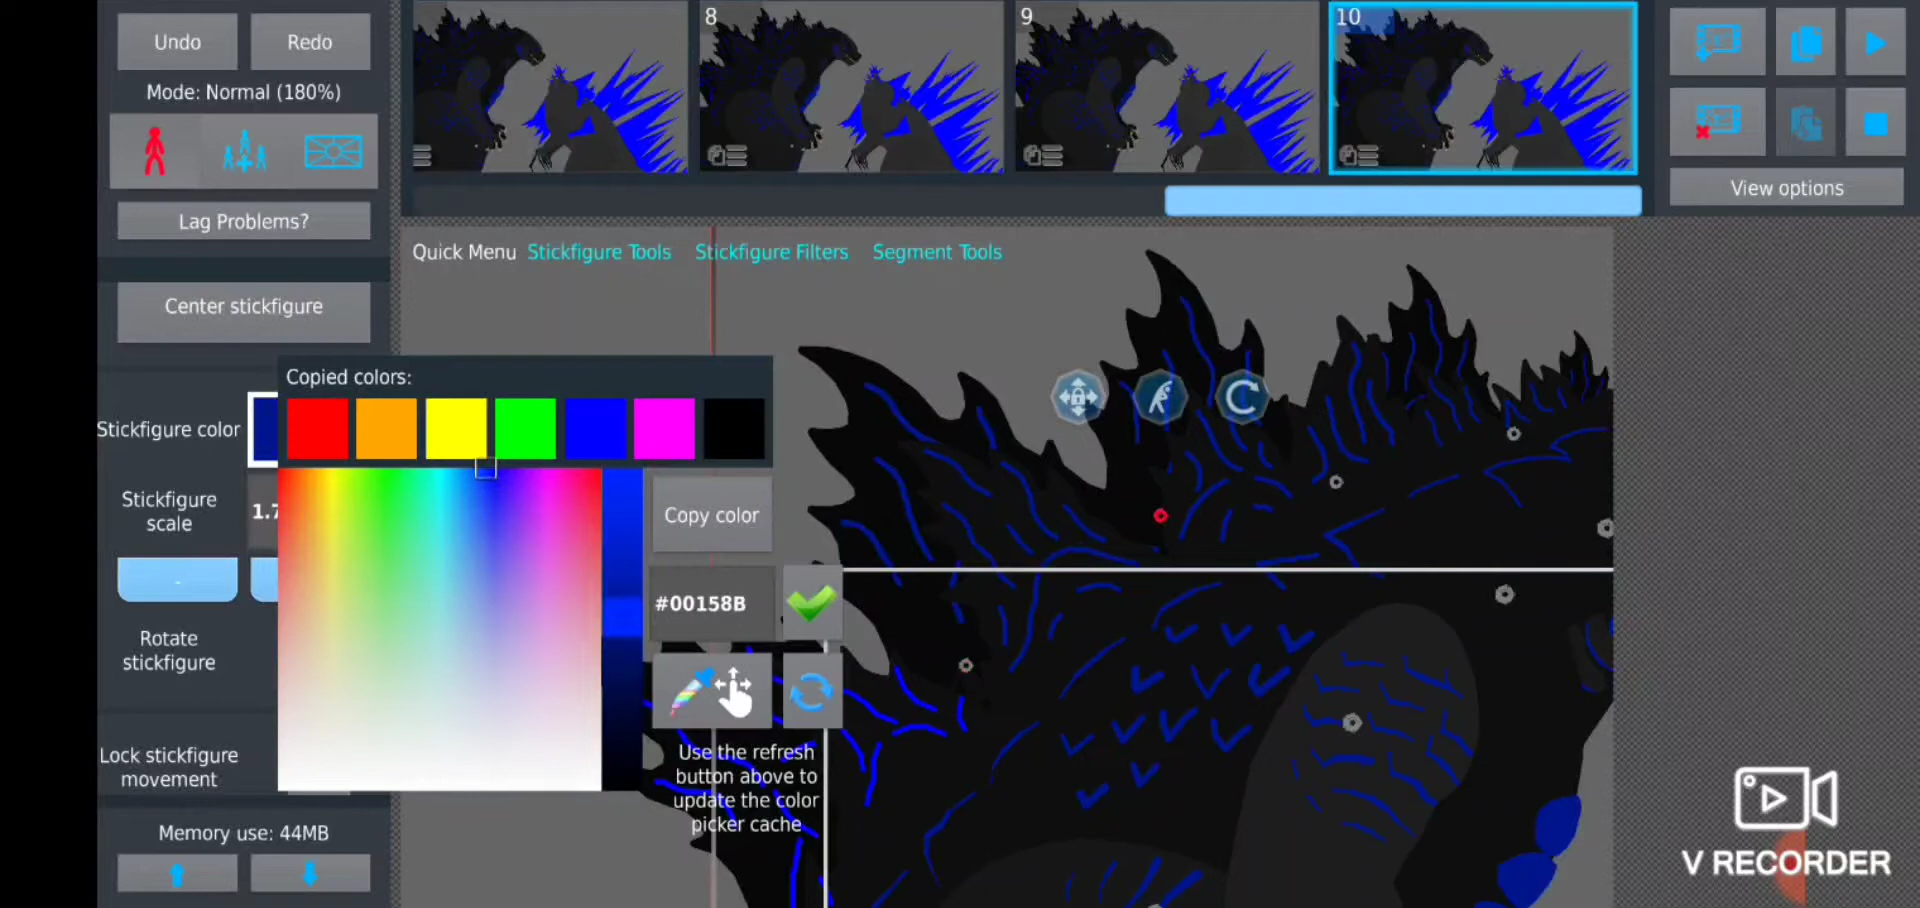 Undo
Redo
Mode: Normal (180%)
Lag Problems?
Center stickfigure
8
9
10
View options
Quick Menu
Stickfigure Tools
Stickfigure Filters
Segment Tools
Copied colors:
Stickfigure color
Stickfigure
scale
1.7
Copy color
-
#00158B
Rotate
stickfigure
Lock stickfigure
movement
Use the refresh
button above to
update the color
picker cache
Memory use: 44MB
V RECORDER